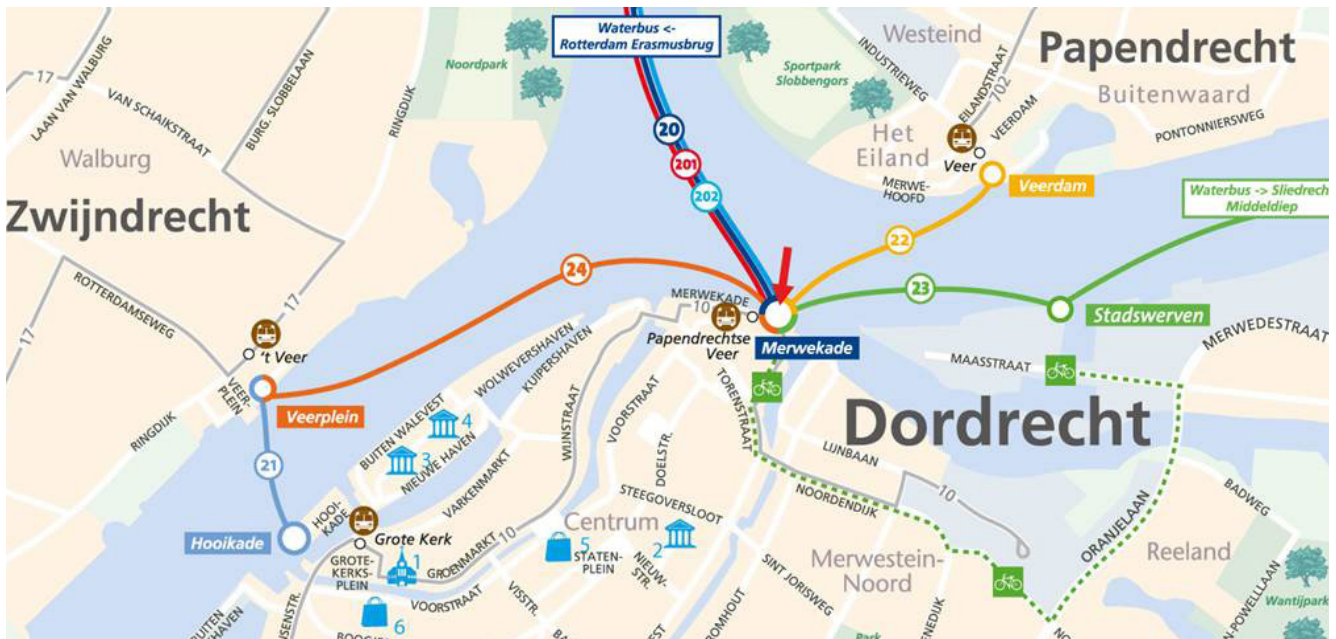 Waterbus <-
Rotterdam Erasmusbrug
Noordpark
Sportpark
Slobbengors
Westeind
Papendrecht
Buitenwaard
INDUSTRIEWEG
EILANDSTRAAT
702
VEERDAM
PONTONNIERSWEG
Het
Eiland
Veer
MERWE-
HOOFD
Veerdam
17
LAAN VAN WALBURG
VAN SCHAIKSTRAAT
BURG. SLOBBELAAN
RINGDIJK
Walburg
Zwijndrecht
20
201
202
22
23
24
Waterbus -> Sliedrech
Middeldiep
Stadswerven
MERWEDESTRAAT
MAASSTRAAT
ROTTERDAMSEWEG
17
17
't Veer
VEER-
PLEIN
Veerplein
RINGDIJK
21
Hooikade
MERWEKADE
10
Papendrechtse
Veer
Merwekade
WOLWEVERSHAVEN
KUIPERSHAVEN
BUITEN WALEVEST
4
3
NIEUWE HAVEN
VARKENMARKT
WIJNSTRAAT
VOORSTRAAT
DOELSTR.
TORENSTRAAT
Dordrecht
LIJNBAAN
NOORDENDIJK
10
ORANJELAAN
BADWEG
Reeland
HOOI-
KADE
Grote Kerk
GROTE-
KERKS-
PLEIN
1
GROENMARKT
10
STEEGOVERSLOOT
Centrum
5
STATEN-
PLEIN
2
NIEUW-
STR.
Merwestein-
Noord
SINT JORISWEG
VOORSTRAAT
VISSTR.
6
BUITEN
Wantijpark
Park